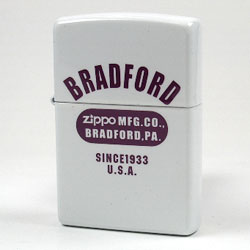 BRADFORD
zippo MFG.CO.,
BRADFORD,PA.
SINCE1933
U.S.A.